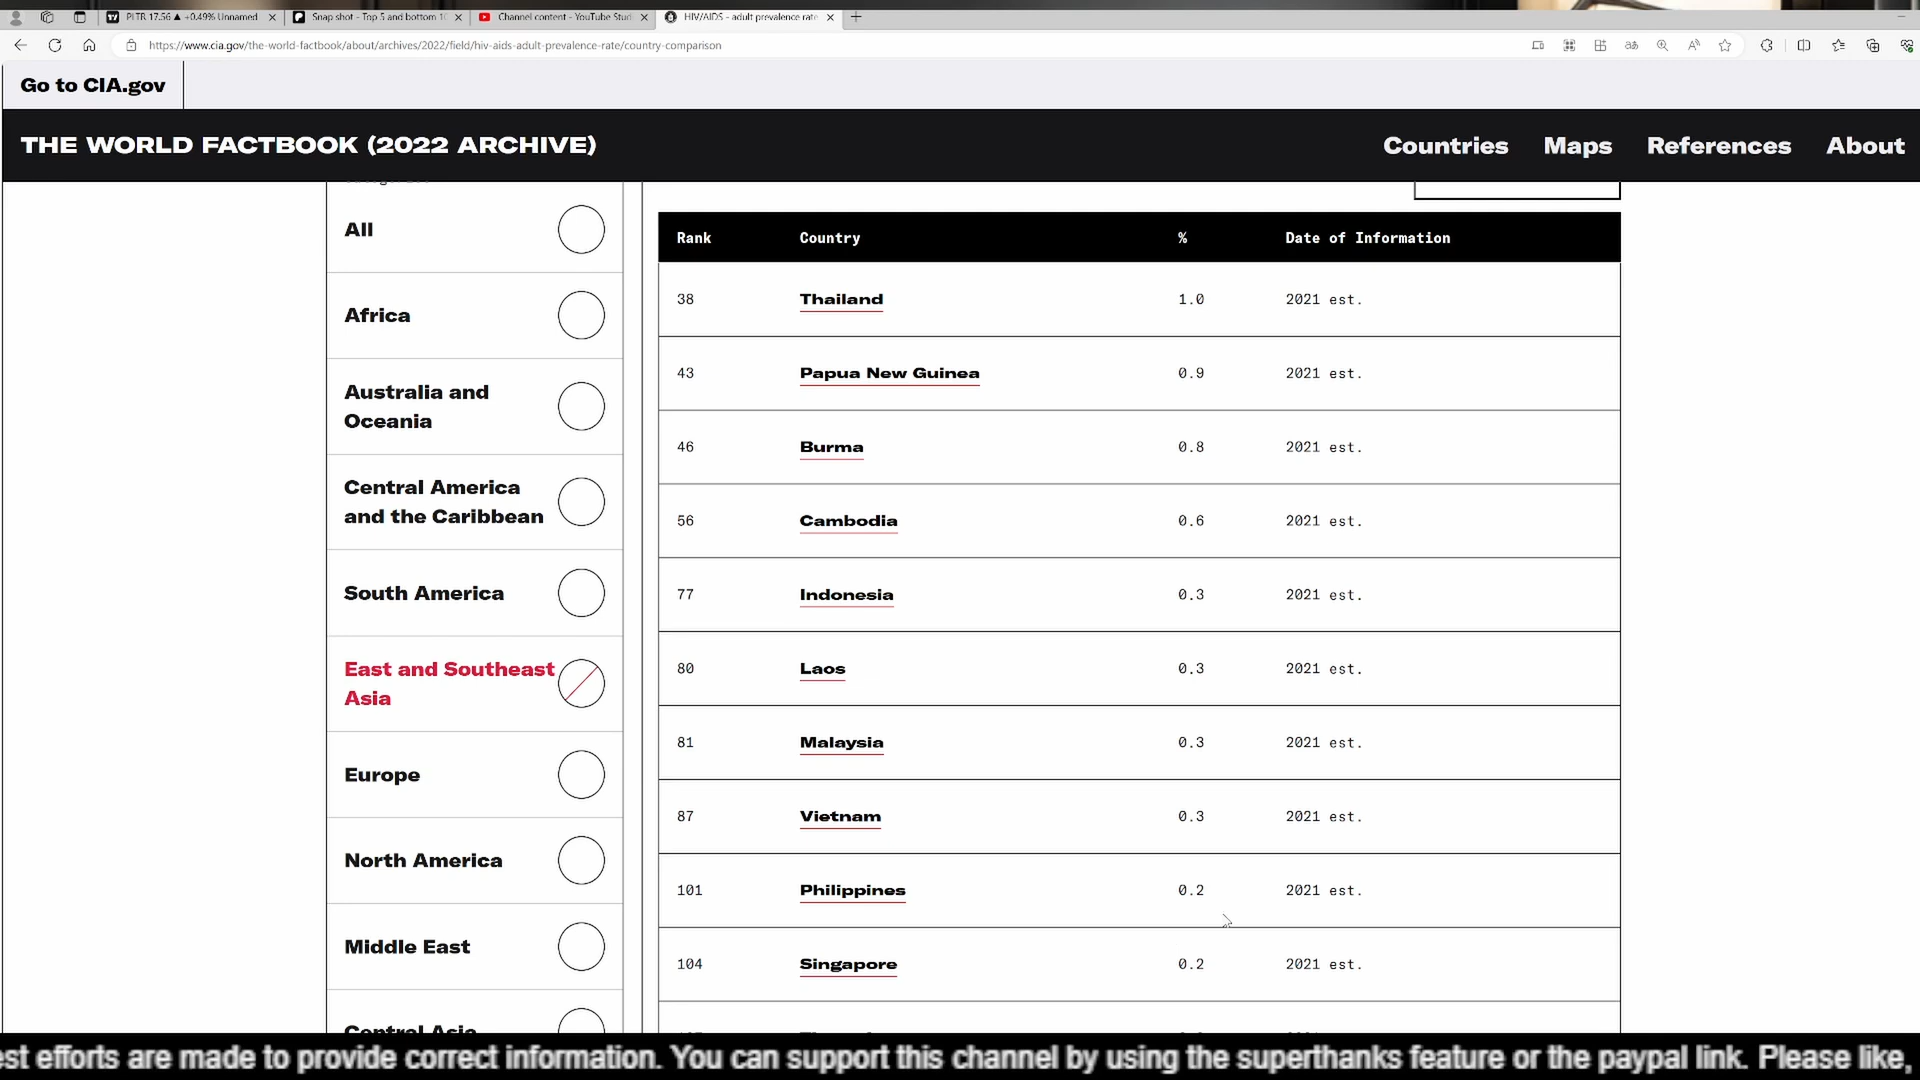 PLTR 17.56 ▲ +0.49% Unnamed
Snap shot - Top 5 and bottom 10
Channel content - YouTube Stud
HIV/AIDS - adult prevalence rate
https://www.cia.gov/the-world-factbook/about/archives/2022/field/hiv-aids-adult-prevalence-rate/country-comparison
Go to CIA.gov
THE WORLD FACTBOOK (2022 ARCHIVE)
Countries Maps References About
All
Africa
Australia and
Oceania
Central America
and the Caribbean
South America
East and Southeast
Asia
Europe
North America
Middle East
Central Asia
Rank Country % Date of Information
38 Thailand 1.0 2021 est.
43 Papua New Guinea 0.9 2021 est.
46 Burma 0.8 2021 est.
56 Cambodia 0.6 2021 est.
77 Indonesia 0.3 2021 est.
80 Laos 0.3 2021 est.
81 Malaysia 0.3 2021 est.
87 Vietnam 0.3 2021 est.
101 Philippines 0.2 2021 est.
104 Singapore 0.2 2021 est.
est efforts are made to provide correct information. You can support this channel by using the superthanks feature or the paypal link. Please like,